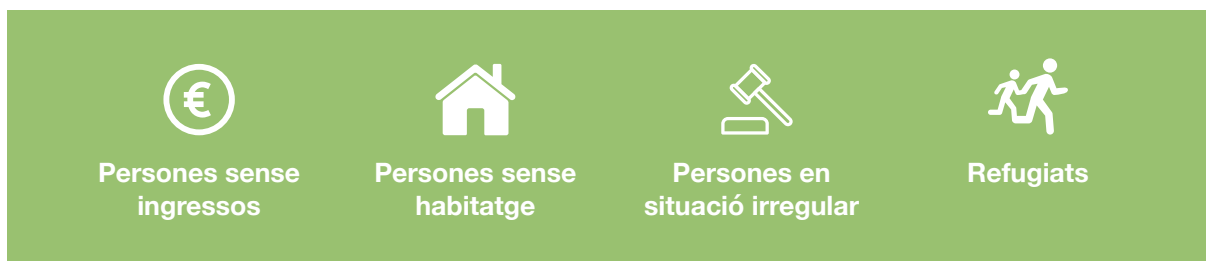 €
Persones sense
ingressos
Persones sense
habitatge
Persones en
situació irregular
Refugiats